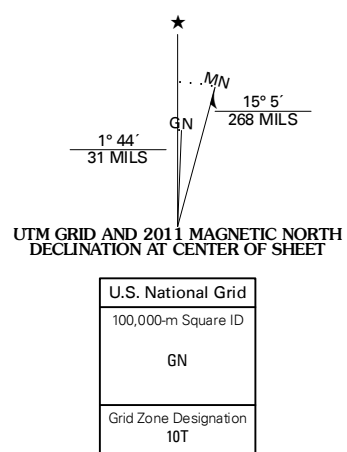 ★
MN
15° 5´
268 MILS
GN
1° 44´
31 MILS
UTM GRID AND 2011 MAGNETIC NORTH
DECLINATION AT CENTER OF SHEET
U.S. National Grid
100,000-m Square ID
GN
Grid Zone Designation
10T